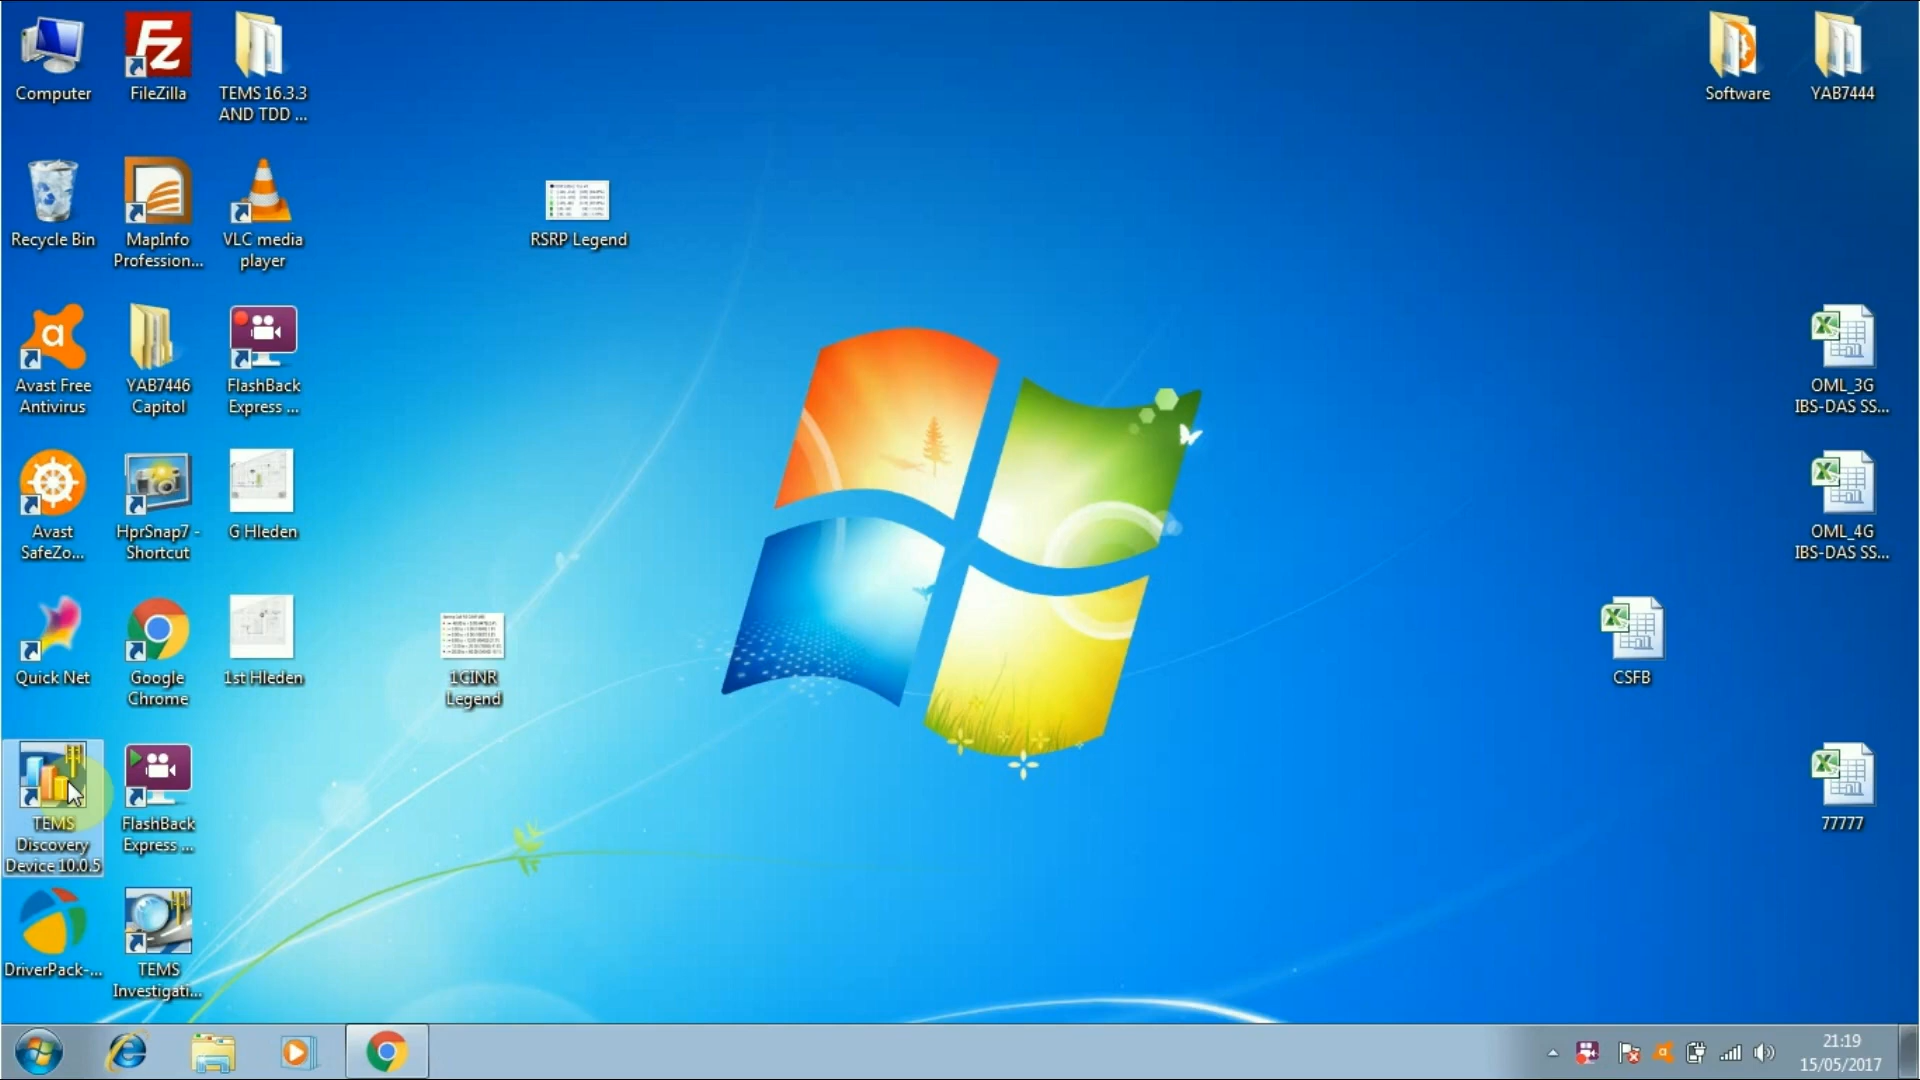 Computer
FileZilla
TEMS 16.3.3
AND TDD ...
Software
YAB7444
Recycle Bin
MapInfo
Profession...
VLC media
player
RSRP Legend
Avast Free
Antivirus
YAB7446
Capitol
FlashBack
Express ...
OML_3G
IBS-DAS SS...
Avast
SafeZo...
HprSnap7 -
Shortcut
G Hleden
OML_4G
IBS-DAS SS...
Quick Net
Google
Chrome
1st Hleden
1CINR
Legend
CSFB
TEMS
Discovery
Device 10.0.5
FlashBack
Express ...
77777
DriverPack-...
TEMS
Investigati...
21:19
15/05/2017